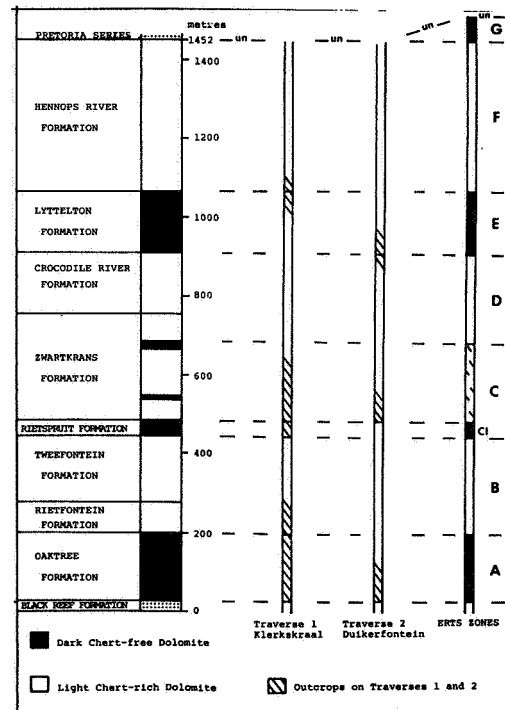 metres
un
G
PRETORIA SERIES
1452
un
un
1400
HENNOPS RIVER
FORMATION
F
1200
LYTTELTON
FORMATION
1000
E
CROCODILE RIVER
FORMATION
D
800
ZWARTKRANS
FORMATION
600
C
RIETSPRUIT FORMATION
CI
400
TWEEFONTEIN
FORMATION
B
RIETFONTEIN
FORMATION
200
OAKTREE
FORMATION
A
BLACK REEF FORMATION
0
Traverse 1
Klerkskraal
Traverse 2
Duikerfontein
ERTS ZONES
Dark Chert-free Dolomite
Light Chert-rich Dolomite
Outcrops on Traverses 1 and 2